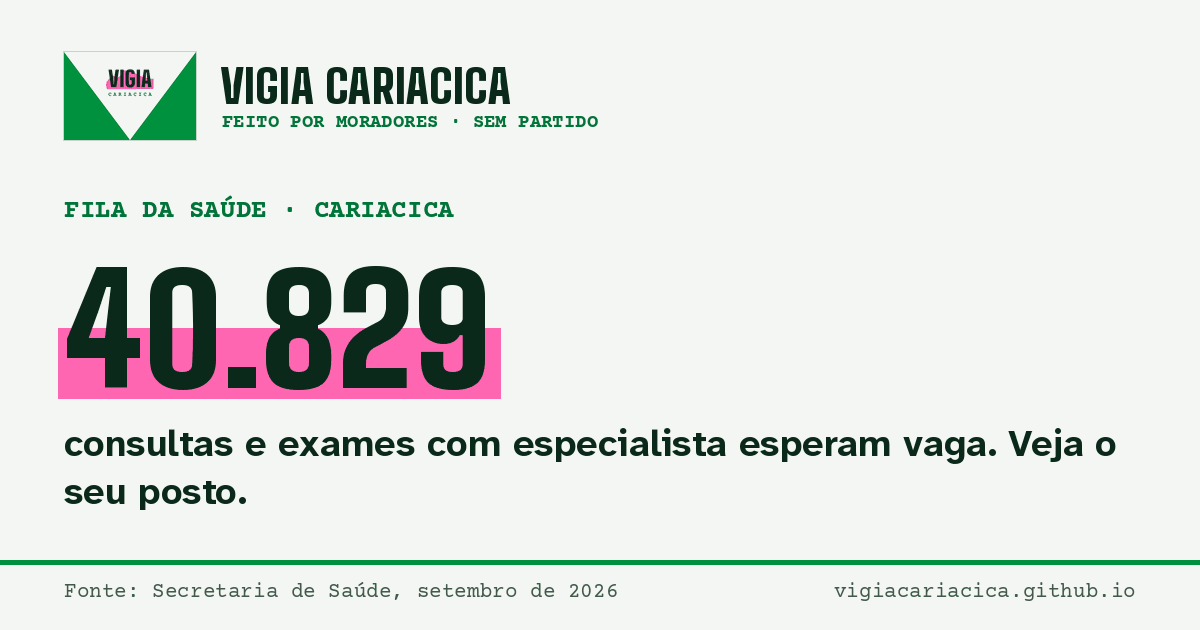 VIGIA
CARIACICA
VIGIA CARIACICA
FEITO POR MORADORES · SEM PARTIDO
FILA DA SAÚDE · CARIACICA
40.829
consultas e exames com especialista esperam vaga. Veja o
seu posto.
Fonte: Secretaria de Saúde, setembro de 2026
vigiacariacica.github.io